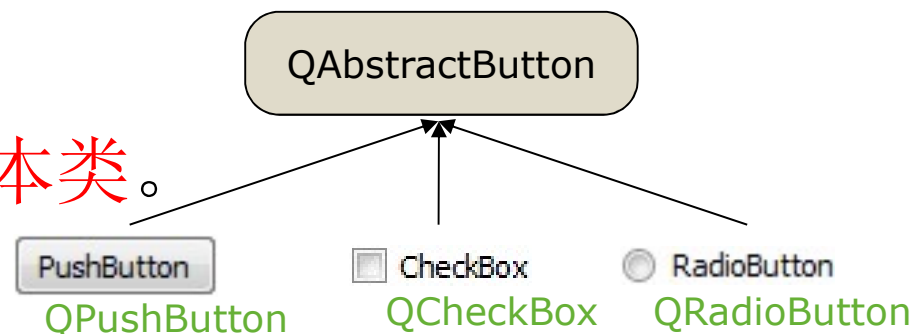 QAbstractButton
本类。
PushButton
CheckBox
RadioButton
QPushButton
QCheckBox
QRadioButton